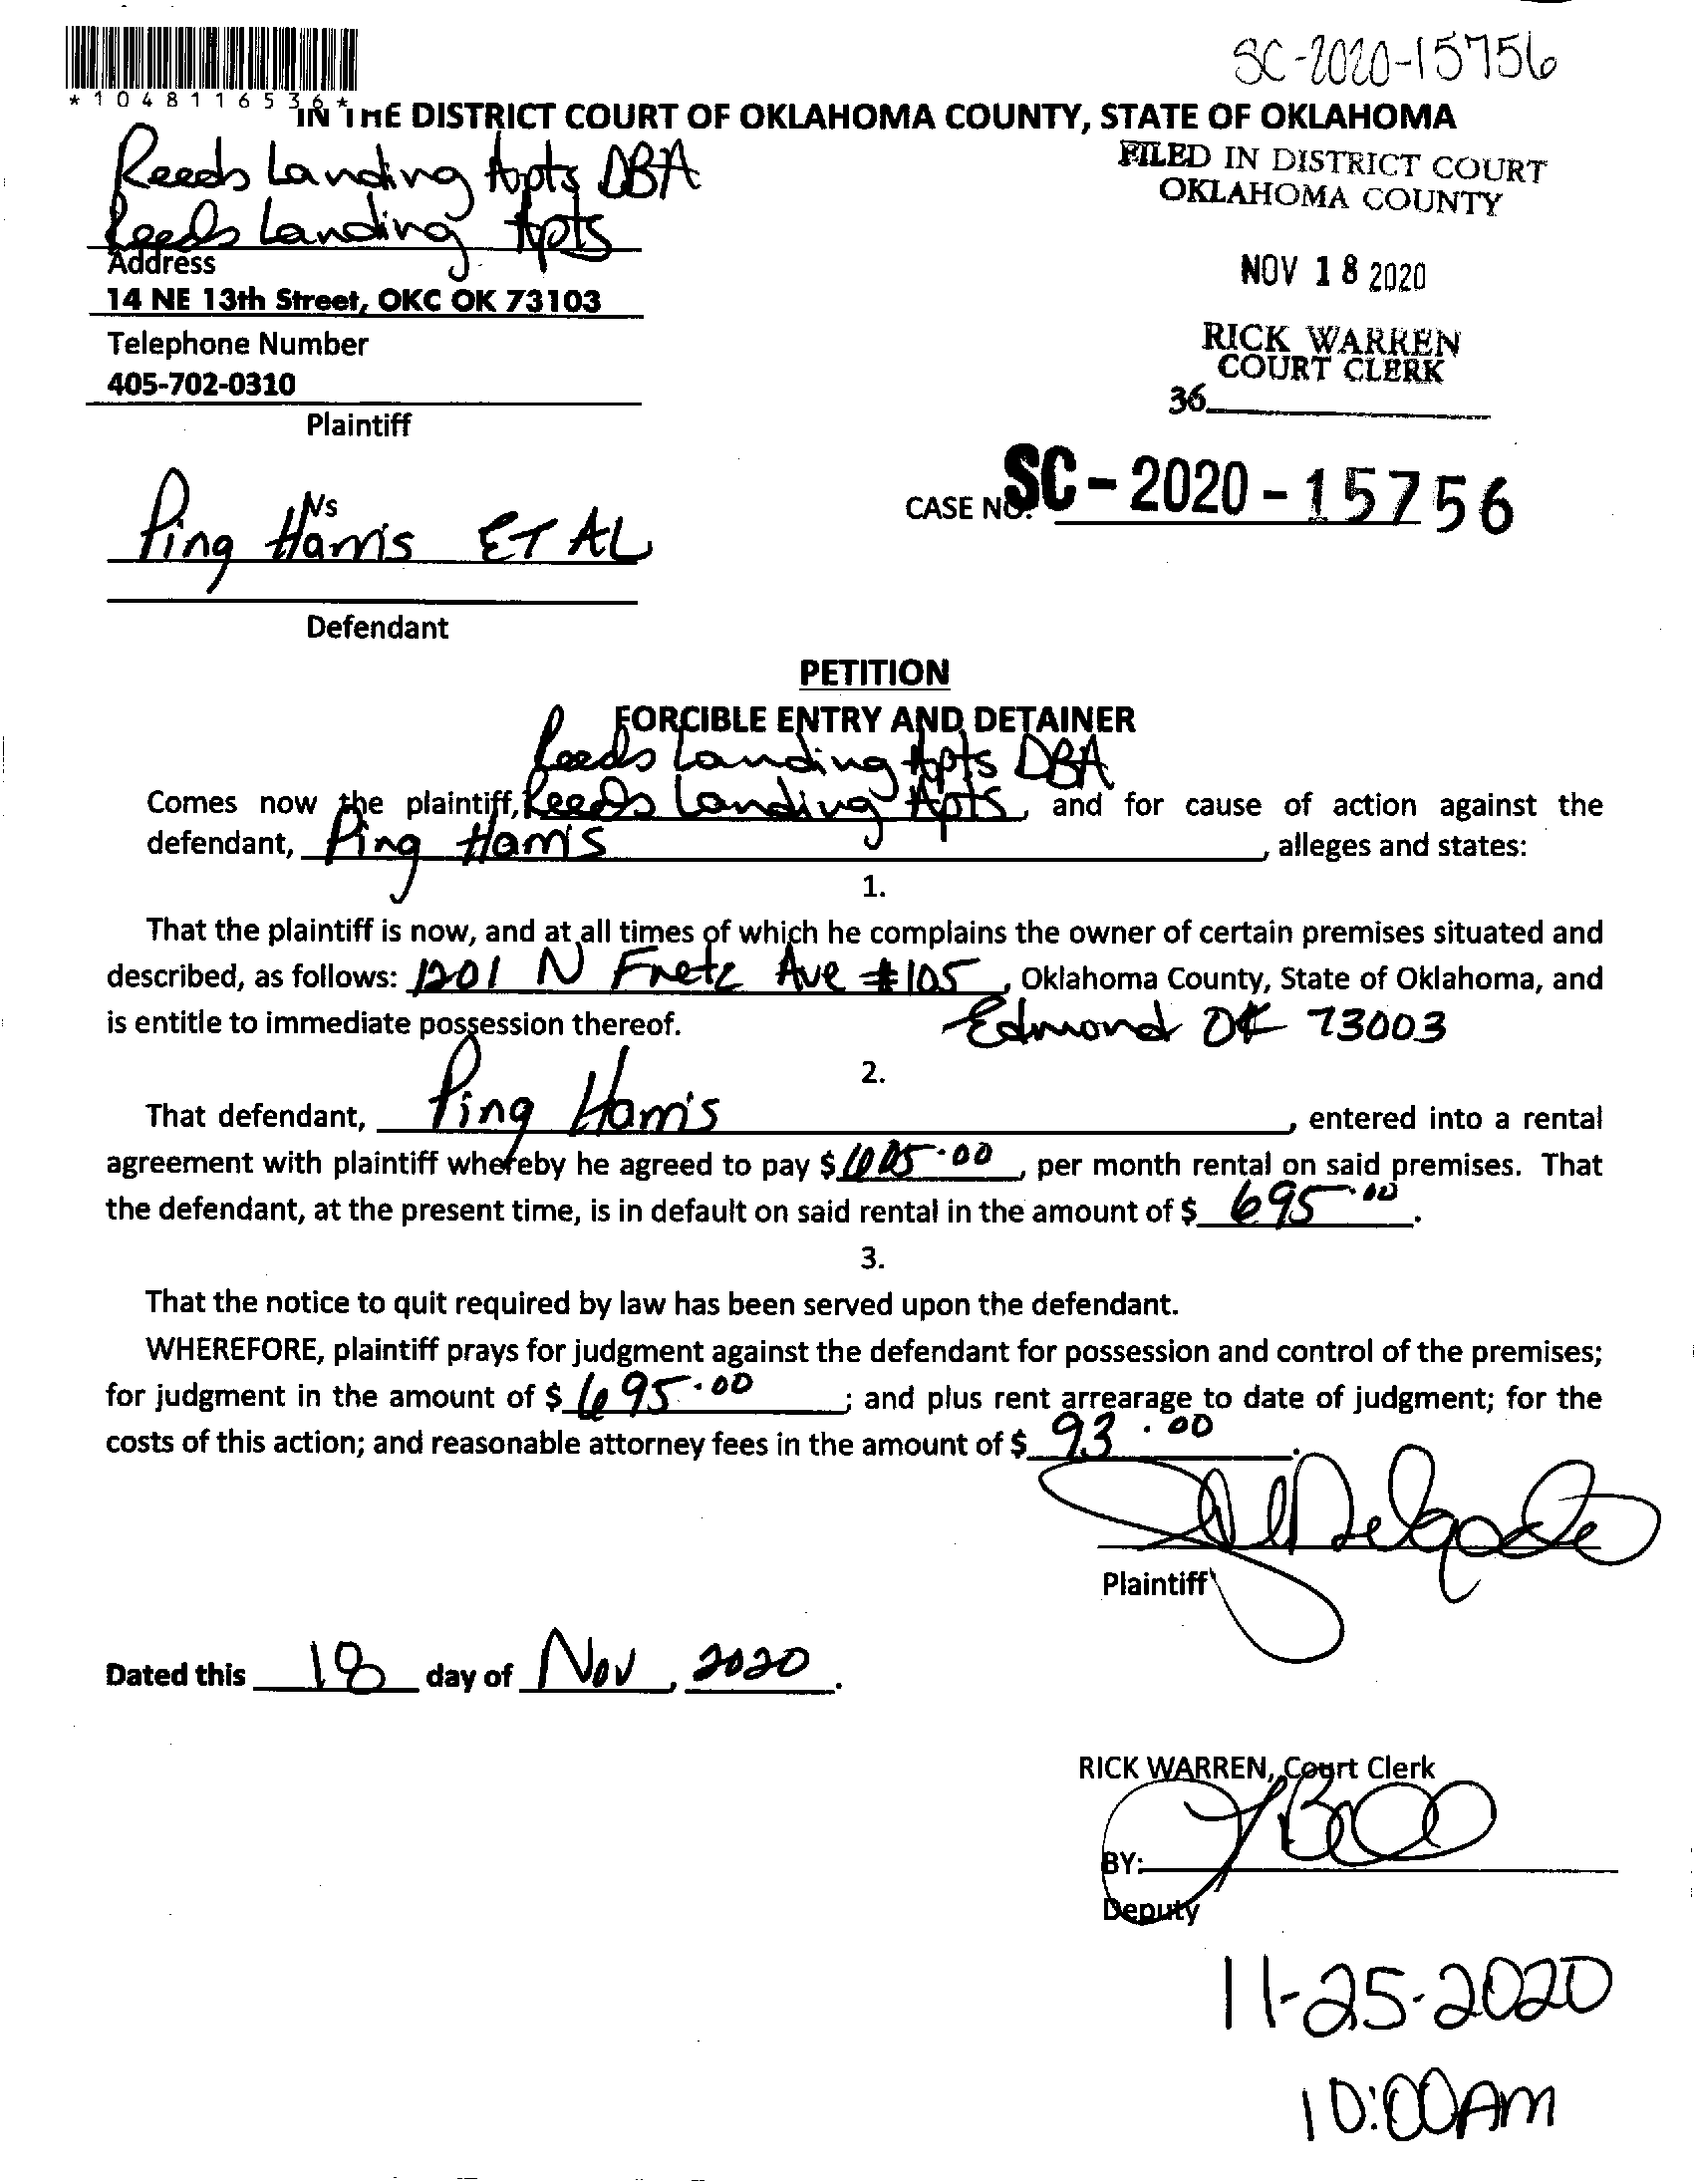 SC-2020-15756
*1048116536*
IN THE DISTRICT COURT OF OKLAHOMA COUNTY, STATE OF OKLAHOMA
Reeds Landing Apts DBA
Reeds Landing Apts
Address
14 NE 13th Street, OKC OK 73103
Telephone Number
405-702-0310
Plaintiff
FILED IN DISTRICT COURT
OKLAHOMA COUNTY
NOV 18 2020
RICK WARREN
COURT CLERK
36
Vs
Ping Harris ET AL
Defendant
CASE NO. SC-2020-15756
PETITION
FORCIBLE ENTRY AND DETAINER
Reeds Landing Apts DBA
Comes now the plaintiff, Reeds Landing Apts, and for cause of action against the
defendant, Ping Harris, alleges and states:
1.
That the plaintiff is now, and at all times of which he complains the owner of certain premises situated and
described, as follows: 1201 N Fretz Ave #105, Oklahoma County, State of Oklahoma, and
is entitle to immediate possession thereof. Edmond OK 73003
2.
That defendant, Ping Harris, entered into a rental
agreement with plaintiff whereby he agreed to pay $, per month rental on said premises. That
the defendant, at the present time, is in default on said rental in the amount of $ 695.00.
3.
That the notice to quit required by law has been served upon the defendant.
WHEREFORE, plaintiff prays for judgment against the defendant for possession and control of the premises;
for judgment in the amount of $ 695.00; and plus rent arrearage to date of judgment; for the
costs of this action; and reasonable attorney fees in the amount of $ 93.00.
Delgado
Plaintiff
Dated this 18 day of Nov, 2020.
RICK WARREN, Court Clerk
BY:
Deputy
11-25-2020
10:00AM